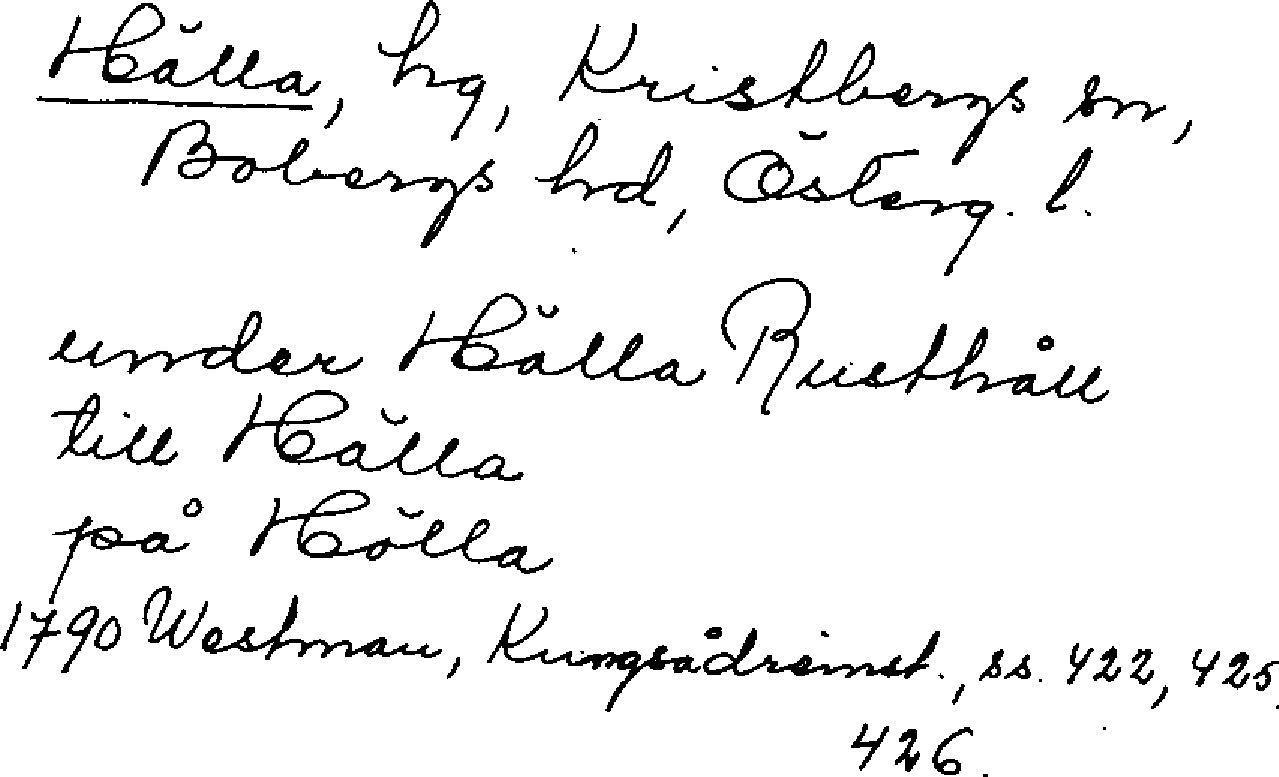 Hälla, hg, Kristbergs sn,
Bobergs hd, Österg. l.
under Hälla Rusthåll
till Hälla
på Hölla
1790 Westman, Kungsådreinst., ss. 422, 425,
426.